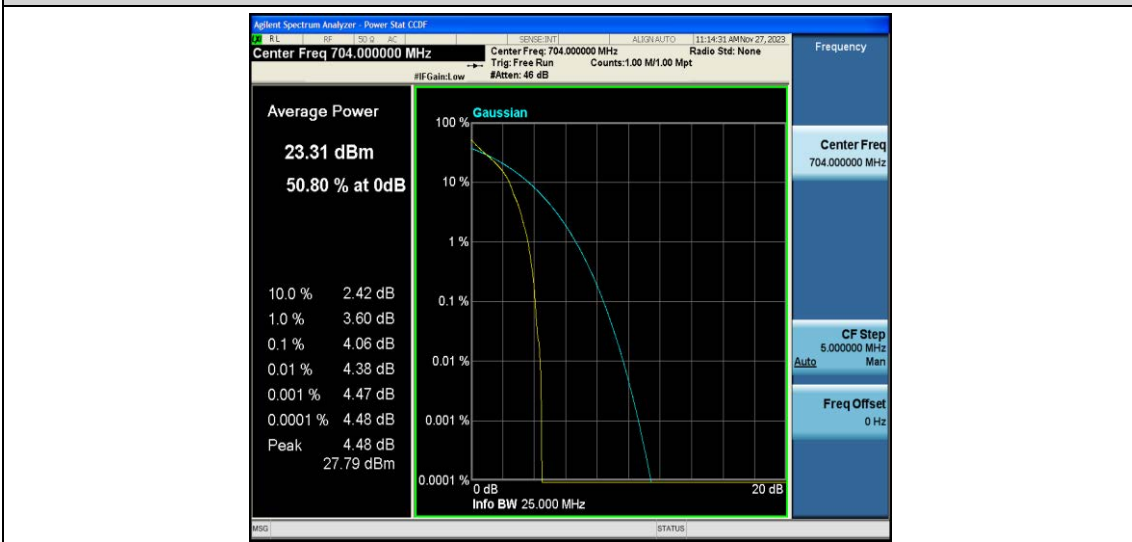 Agilent Spectrum Analyzer - Power Stat CCDF
RL RF 50 Ω AC SENSE:INT ALIGN AUTO 11:14:31 AM Nov 27, 2023
Center Freq 704.000000 MHz
Center Freq: 704.000000 MHz Radio Std: None
Trig: Free Run Counts:1.00 M/1.00 Mpt
#IFGain:Low #Atten: 46 dB
Frequency
Average Power
23.31 dBm
50.80 % at 0dB
10.0 % 2.42 dB
1.0 % 3.60 dB
0.1 % 4.06 dB
0.01 % 4.38 dB
0.001 % 4.47 dB
0.0001 % 4.48 dB
Peak 4.48 dB
27.79 dBm
Gaussian
100 %
10 %
1 %
0.1 %
0.01 %
0.001 %
0.0001 %
0 dB 20 dB
Info BW 25.000 MHz
Center Freq
704.000000 MHz
CF Step
5.000000 MHz
Auto Man
Freq Offset
0 Hz
MSG STATUS